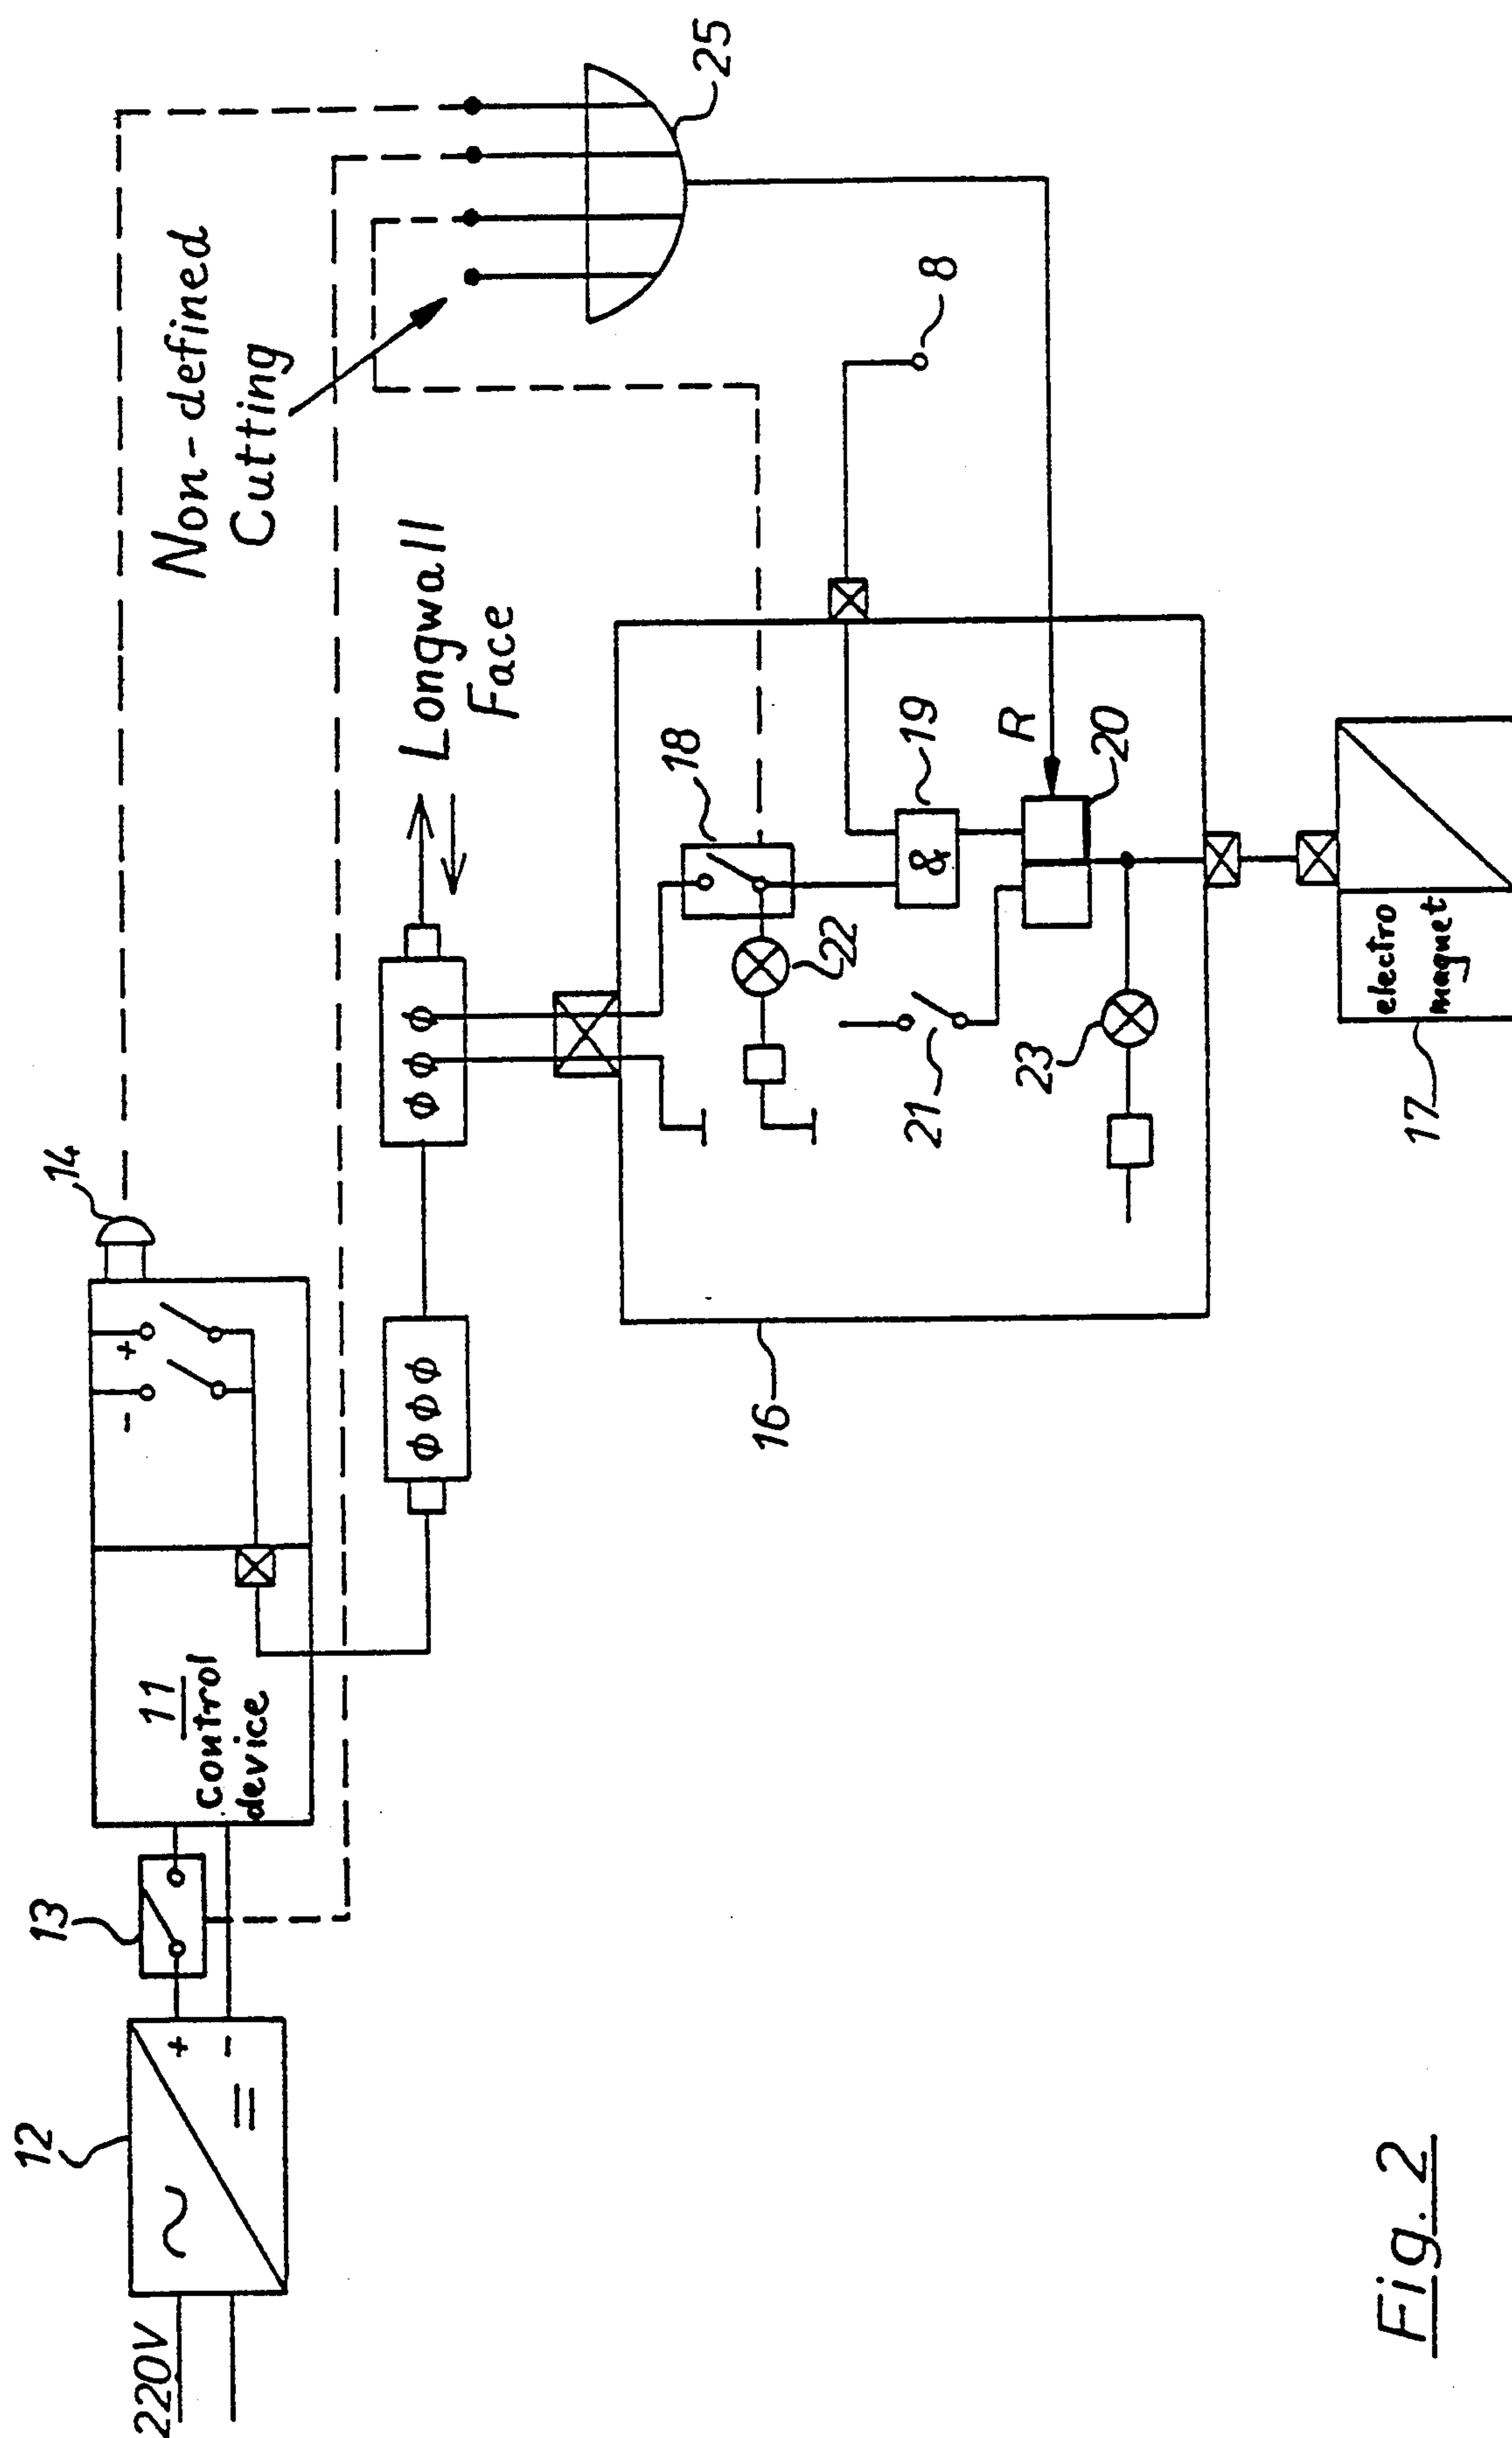 220V
12
~
=
+
-
13
11
control
device
-
+
14
Non-defined
Cutting
Longwall
Face
25
8
16
18
&
19
R
20
21
22
23
17
electro
magnet
Fig. 2